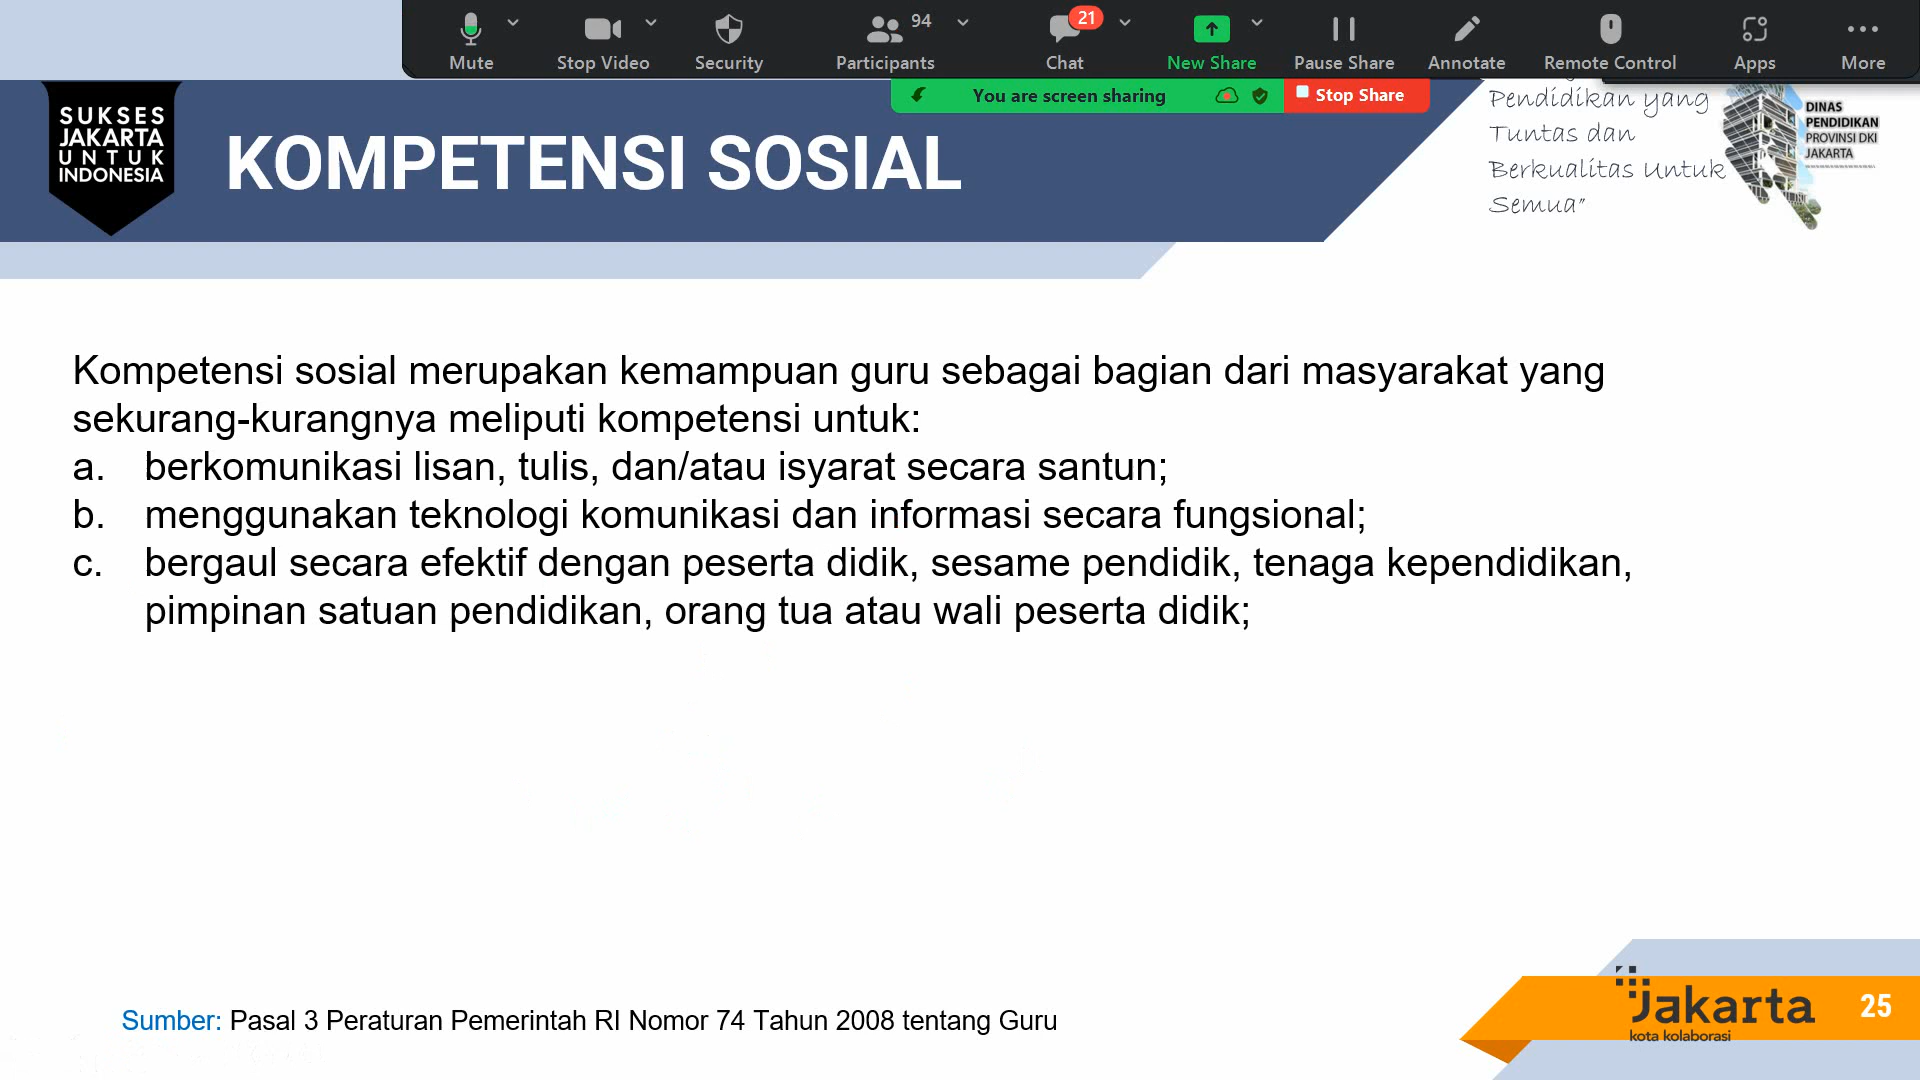 Mute
Stop Video
Security
Participants
94
Chat
21
New Share
Pause Share
Annotate
Remote Control
Apps
More
You are screen sharing
Stop Share
SUKSES
JAKARTA
UNTUK
INDONESIA
KOMPETENSI SOSIAL
Pendidikan yang
Tuntas dan
Berkualitas Untuk
Semua"
DINAS
PENDIDIKAN
PROVINSI DKI
JAKARTA
Kompetensi sosial merupakan kemampuan guru sebagai bagian dari masyarakat yang
sekurang-kurangnya meliputi kompetensi untuk:
a. berkomunikasi lisan, tulis, dan/atau isyarat secara santun;
b. menggunakan teknologi komunikasi dan informasi secara fungsional;
c. bergaul secara efektif dengan peserta didik, sesame pendidik, tenaga kependidikan,
pimpinan satuan pendidikan, orang tua atau wali peserta didik;
Sumber: Pasal 3 Peraturan Pemerintah RI Nomor 74 Tahun 2008 tentang Guru
Jakarta
kota kolaborasi
25